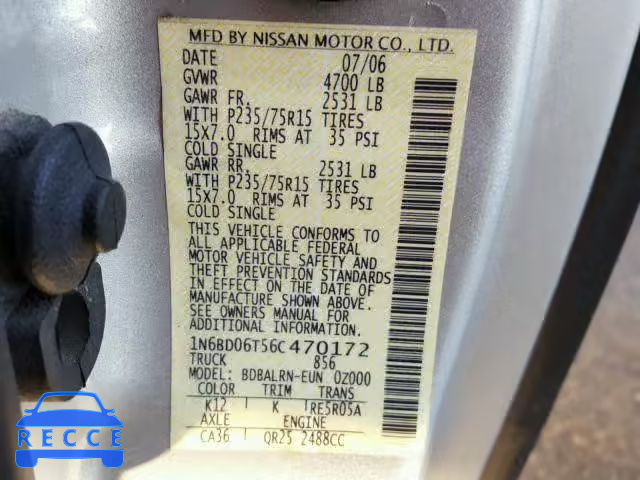 MFD BY NISSAN MOTOR CO., LTD.
DATE 07/06
GVWR 4700 LB
GAWR FR. 2531 LB
WITH P235/75R15 TIRES
15X7.0 RIMS AT 35 PSI
COLD SINGLE
GAWR RR. 2531 LB
WITH P235/75R15 TIRES
15X7.0 RIMS AT 35 PSI
COLD SINGLE
THIS VEHICLE CONFORMS TO
ALL APPLICABLE FEDERAL
MOTOR VEHICLE SAFETY AND
THEFT PREVENTION STANDARDS
IN EFFECT ON THE DATE OF
MANUFACTURE SHOWN ABOVE.
SEE OWNERS MANUAL FOR
ADDITIONAL INFORMATION.
1N6BD06T56C470172
TRUCK 856
MODEL: BDBALRN-EUN 0Z000
COLOR TRIM TRANS
K12 K RE5R05A
AXLE ENGINE
CA36 QR25 2488CC
RECCE